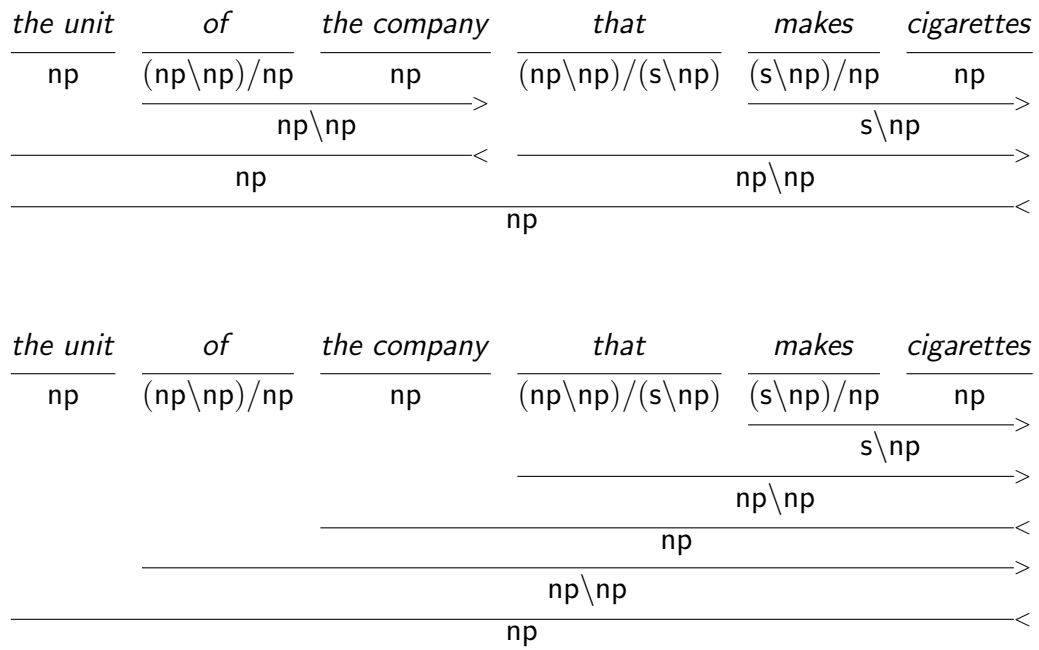 the unit of the company that makes cigarettes
np (np\np)/np np (np\np)/(s\np) (s\np)/np np
> >
np\np s\np
< >
np np\np
<
np
the unit of the company that makes cigarettes
np (np\np)/np np (np\np)/(s\np) (s\np)/np np
>
s\np
>
np\np
<
np
>
np\np
<
np